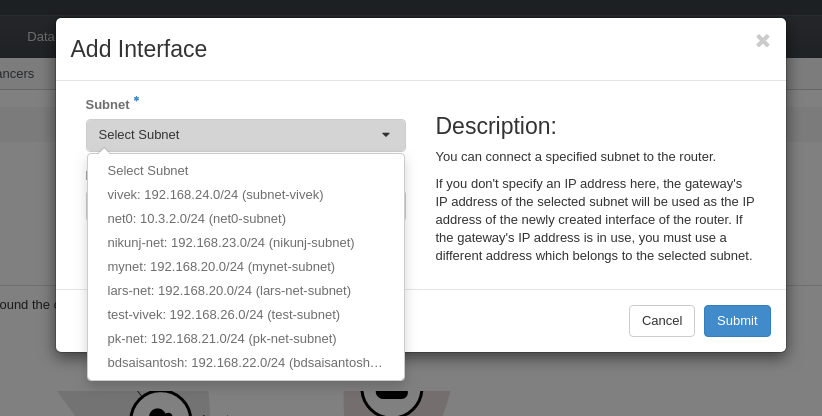 Data
ancers
Add Interface
Subnet *
Select Subnet
Select Subnet
vivek: 192.168.24.0/24 (subnet-vivek)
net0: 10.3.2.0/24 (net0-subnet)
nikunj-net: 192.168.23.0/24 (nikunj-subnet)
mynet: 192.168.20.0/24 (mynet-subnet)
lars-net: 192.168.20.0/24 (lars-net-subnet)
test-vivek: 192.168.26.0/24 (test-subnet)
pk-net: 192.168.21.0/24 (pk-net-subnet)
bdsaisantosh: 192.168.22.0/24 (bdsaisantosh…
Description:
You can connect a specified subnet to the router.
If you don't specify an IP address here, the gateway's
IP address of the selected subnet will be used as the IP
address of the newly created interface of the router. If
the gateway's IP address is in use, you must use a
different address which belongs to the selected subnet.
ound the
Cancel
Submit